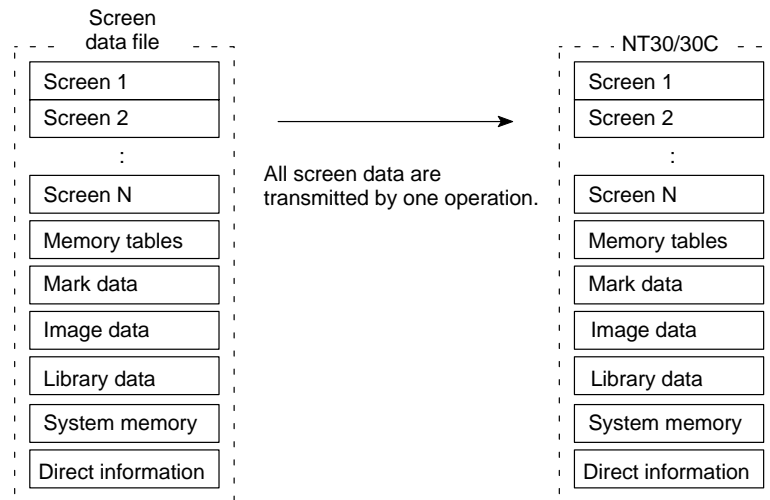 Screen
data file
Screen 1
Screen 2
:
Screen N
Memory tables
Mark data
Image data
Library data
System memory
Direct information
All screen data are
transmitted by one operation.
NT30/30C
Screen 1
Screen 2
:
Screen N
Memory tables
Mark data
Image data
Library data
System memory
Direct information